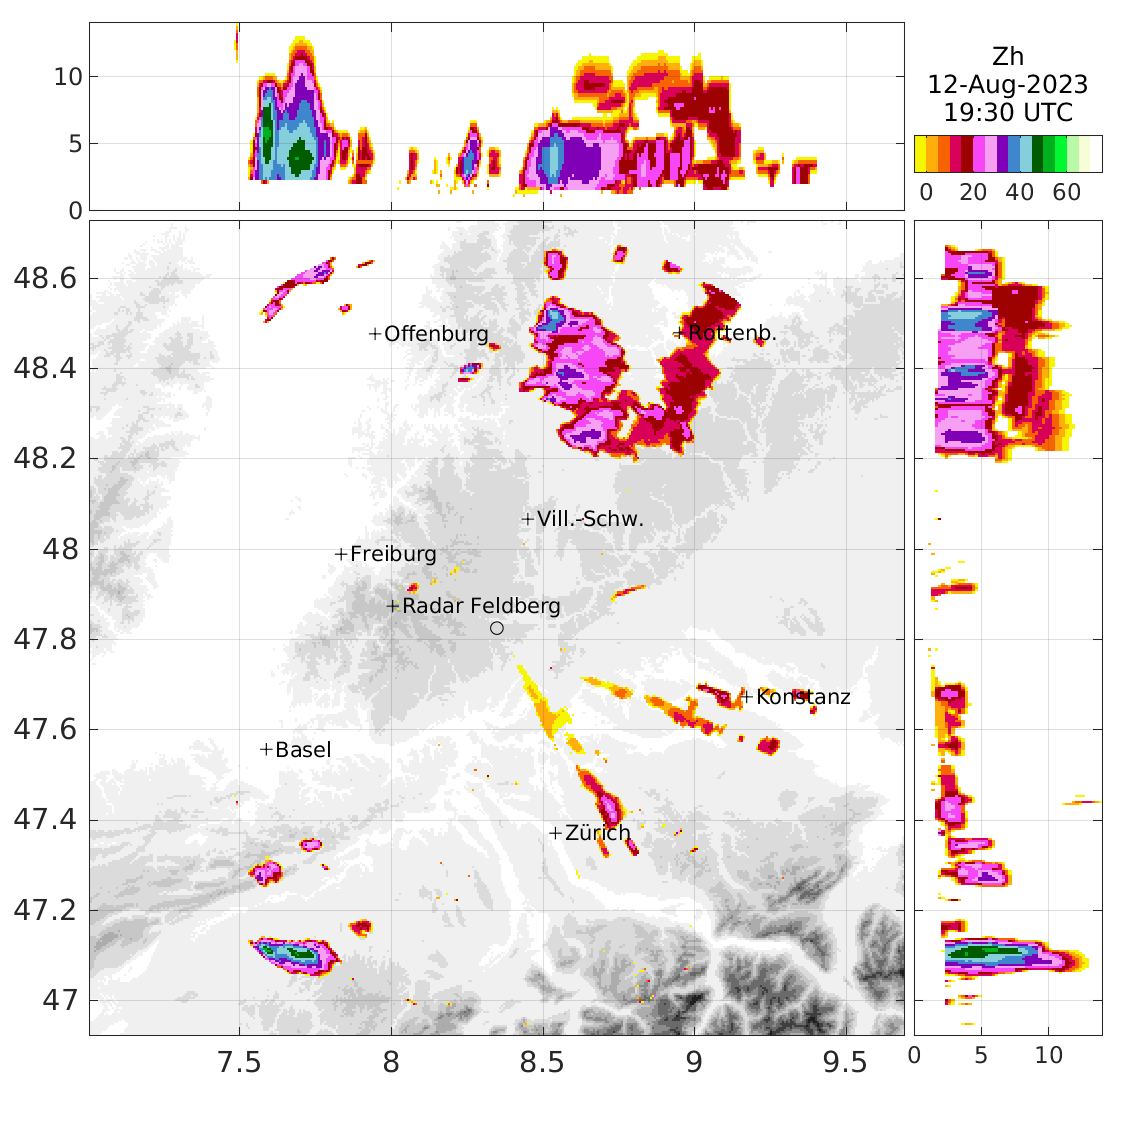 Zh
12-Aug-2023
19:30 UTC
10
5
0
0 20 40 60
48.6
48.4
48.2
48
47.8
47.6
47.4
47.2
47
+Offenburg
+Rottenb.
+Vill.-Schw.
+Freiburg
+Radar Feldberg
+Konstanz
+Basel
+Zürich
7.5 8 8.5 9 9.5
0 5 10